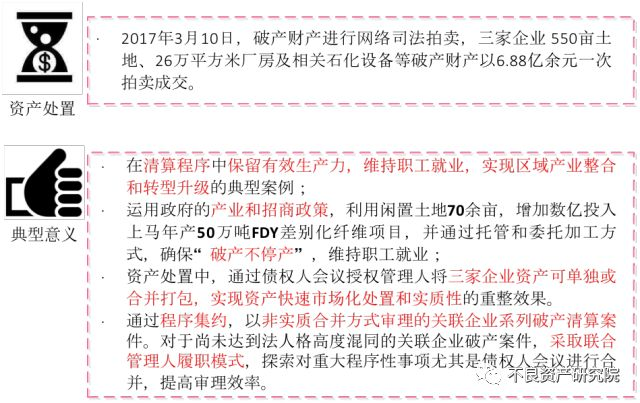 · 2017年3月10日，破产财产进行网络司法拍卖，三家企业 550亩土
地、26万平方米厂房及相关石化设备等破产财产以6.88亿余元一次
拍卖成交。
资产处置
· 在清算程序中保留有效生产力，维持职工就业，实现区域产业整合
和转型升级的典型案例；
· 运用政府的产业和招商政策，利用闲置土地70余亩，增加数亿投入
上马年产50万吨FDY差别化纤维项目，并通过托管和委托加工方
式，确保“ 破产不停产”，维持职工就业；
· 资产处置中，通过债权人会议授权管理人将三家企业资产可单独或
合并打包，实现资产快速市场化处置和实质性的重整效果。
· 通过程序集约，以非实质合并方式审理的关联企业系列破产清算案
件。对于尚未达到法人格高度混同的关联企业破产案件，采取联合
管理人履职模式，探索对重大程序性事项尤其是债权人会议进行合
并，提高审理效率。
典型意义
不良资产研究院